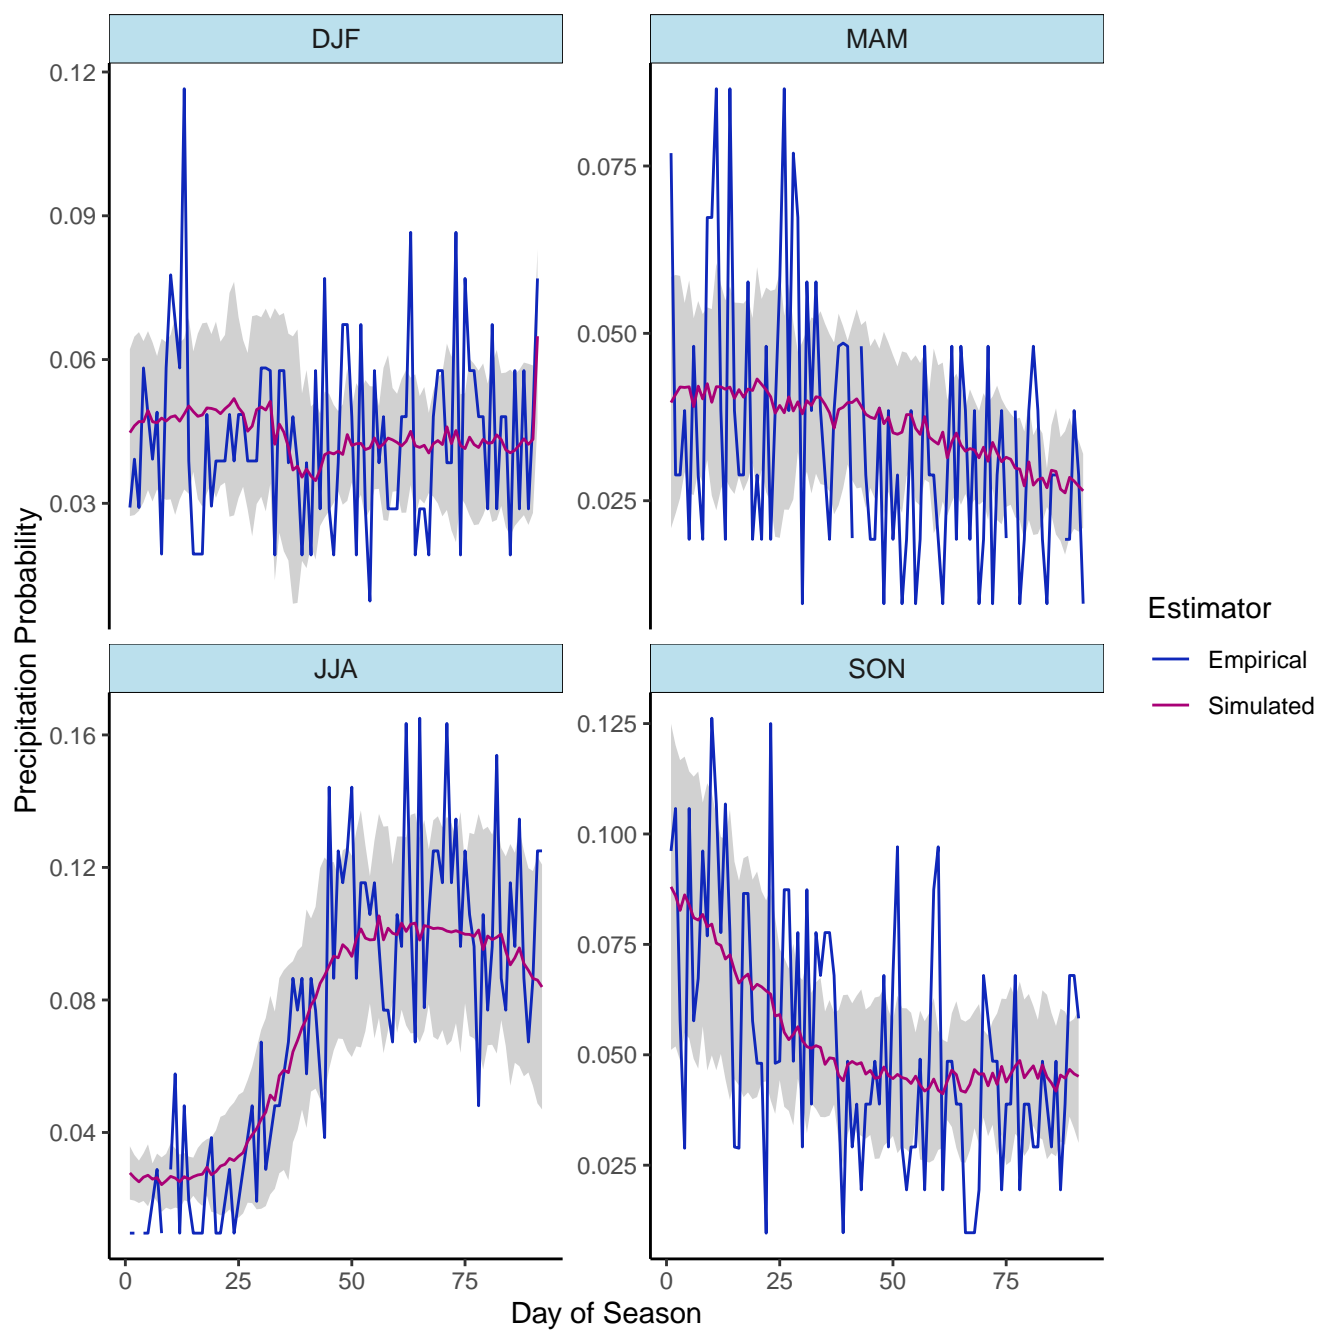 DJF
MAM
0.12
0.09
0.06
0.03
0.075
0.050
0.025
Precipitation Probability
JJA
SON
0.16
0.12
0.08
0.04
0.125
0.100
0.075
0.050
0.025
0 25 50 75
0 25 50 75
Day of Season
Estimator
Empirical
Simulated